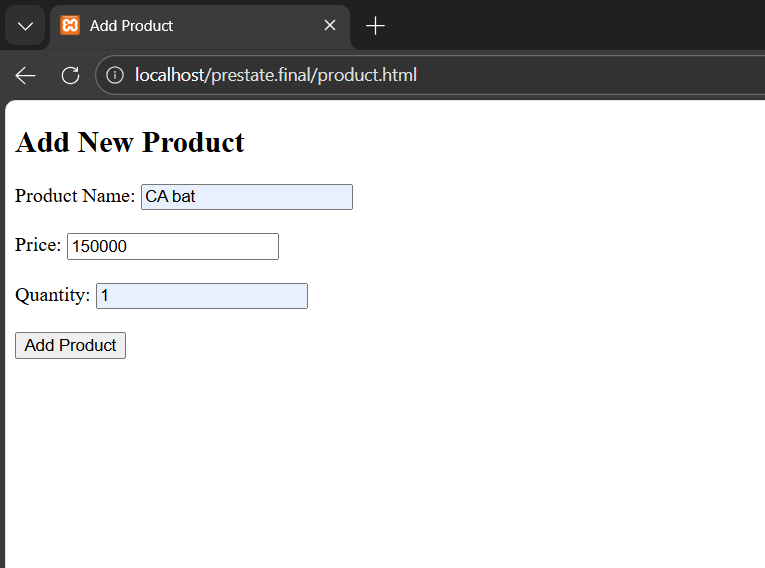 Add Product
localhost/prestate.final/product.html
Add New Product
Product Name: CA bat
Price: 150000
Quantity: 1
Add Product